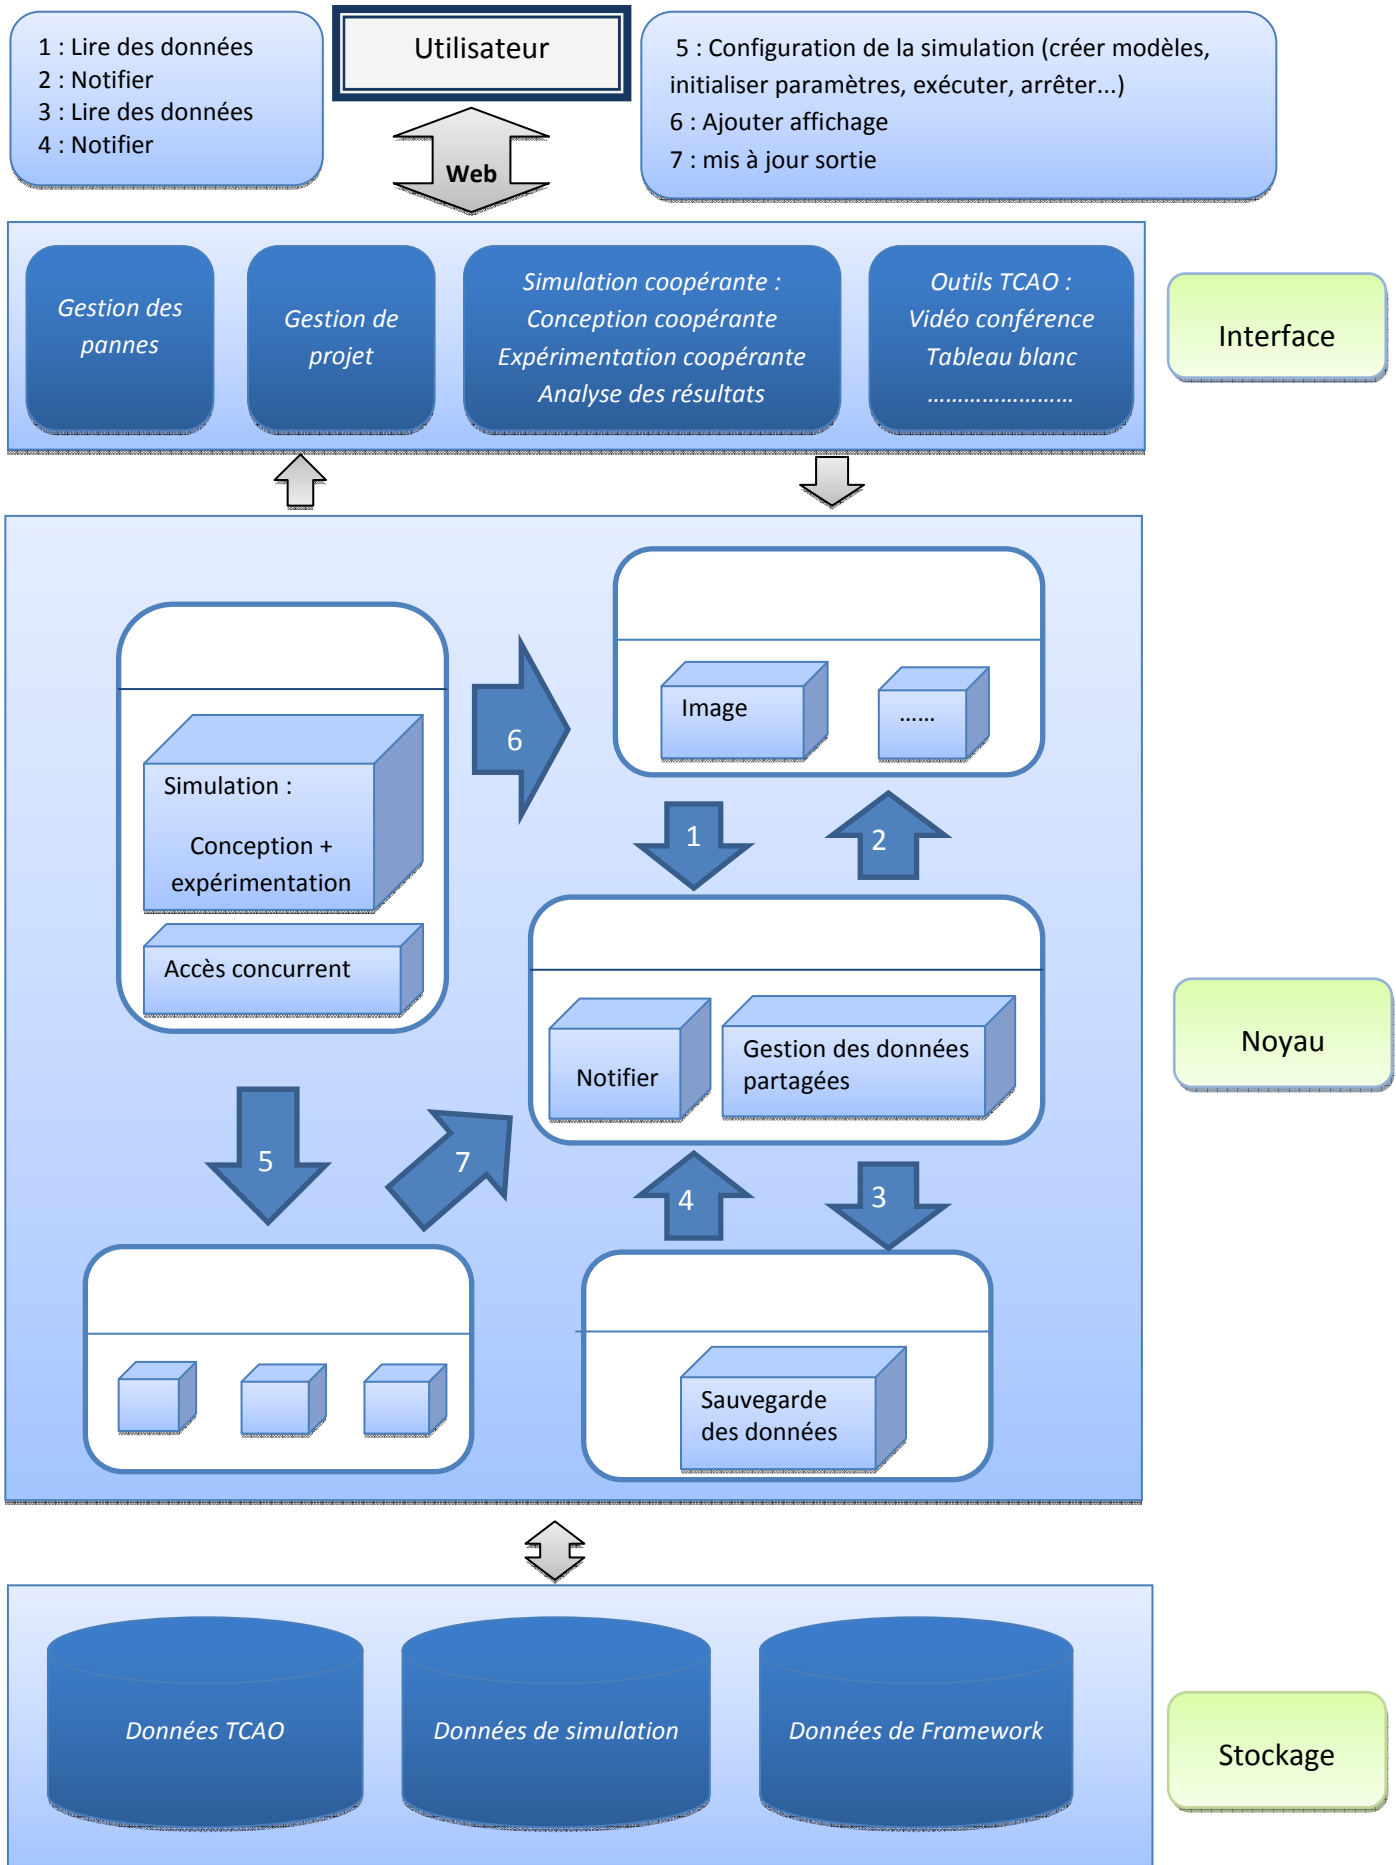 1 : Lire des données
2 : Notifier
3 : Lire des données
4 : Notifier
Utilisateur
5 : Configuration de la simulation (créer modèles,
initialiser paramètres, exécuter, arrêter...)
6 : Ajouter affichage
7 : mis à jour sortie
Web
Gestion des
pannes
Gestion de
projet
Simulation coopérante :
Conception coopérante
Expérimentation coopérante
Analyse des résultats
Outils TCAO :
Vidéo conférence
Tableau blanc
........................
Interface
Image
......
6
Simulation :
Conception +
expérimentation
Accès concurrent
1
2
Notifier
Gestion des données
partagées
Noyau
5
7
4
3
Sauvegarde
des données
Données TCAO
Données de simulation
Données de Framework
Stockage